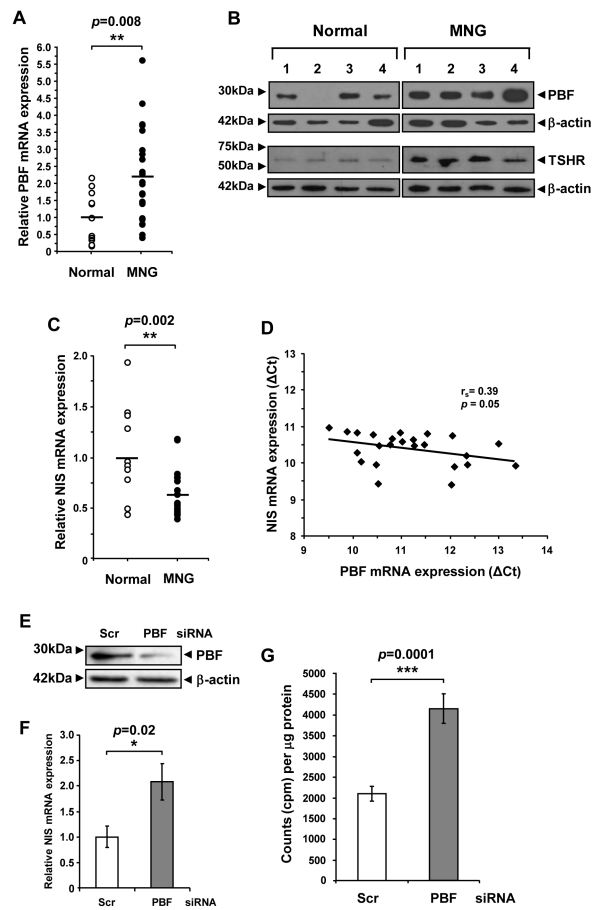 A
p=0.008
**
Relative PBF mRNA expression
6.0
5.5
5.0
4.5
4.0
3.5
3.0
2.5
2.0
1.5
1.0
0.5
0
Normal MNG
B
Normal MNG
1 2 3 4 1 2 3 4
30kDa PBF
42kDa β-actin
75kDa
50kDa TSHR
42kDa β-actin
C
p=0.002
**
Relative NIS mRNA expression
2.0
1.0
0.5
0
Normal MNG
D
NIS mRNA expression (ΔCt)
13
12
11
10
9
8
rs= 0.39
p = 0.05
9 10 11 12 13 14
PBF mRNA expression (ΔCt)
E
Scr PBF siRNA
30kDa PBF
42kDa β-actin
F
p=0.02
*
Relative NIS mRNA expression
3.0
2.5
2.0
1.5
1.0
0.5
0
Scr PBF siRNA
G
p=0.0001
***
Counts (cpm) per μg protein
5000
4500
4000
3500
3000
2500
2000
1500
1000
500
0
Scr PBF siRNA